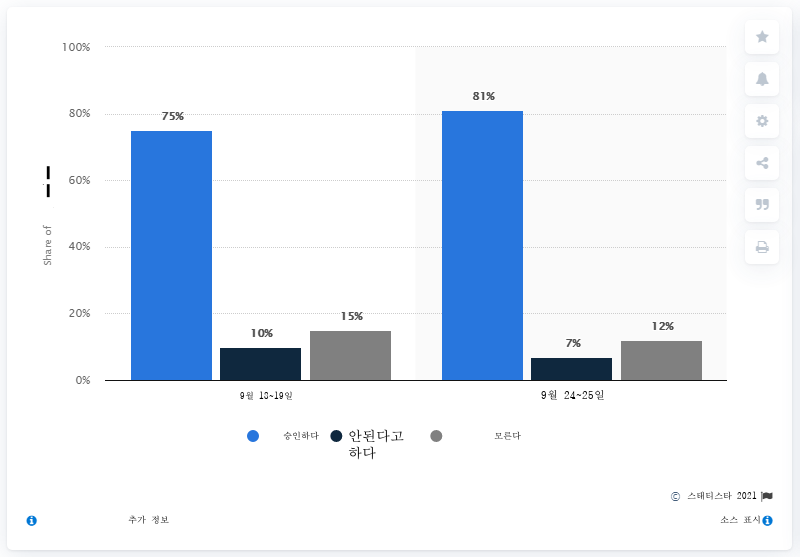 100%
80%
60%
40%
20%
0%
Share of
75%
10%
15%
81%
7%
12%
9월 18~19일
9월 24~25일
승인하다
안된다고
하다
모른다
© 스태티스타 2021
추가 정보
소스 표시